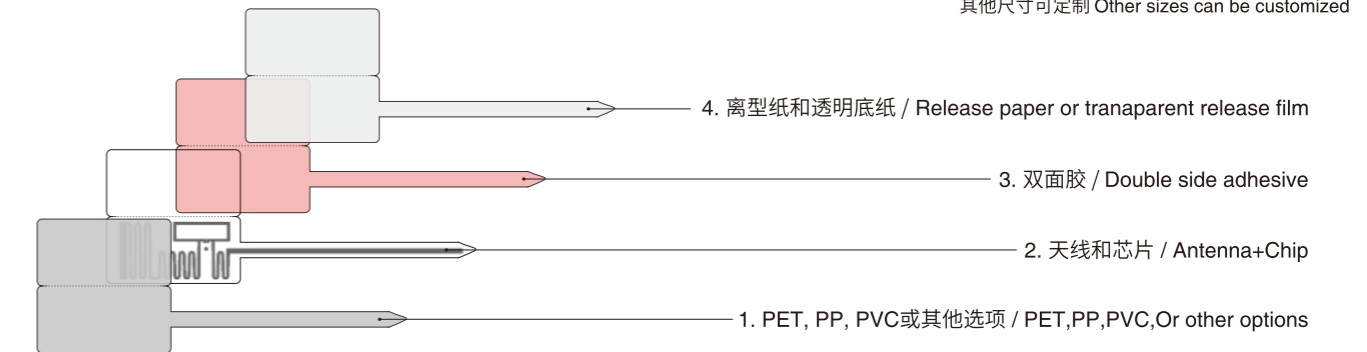 其他尺寸可定制 Other sizes can be customized
4. 离型纸和透明底纸 / Release paper or tranaparent release film
3. 双面胶 / Double side adhesive
2. 天线和芯片 / Antenna+Chip
1. PET, PP, PVC或其他选项 / PET,PP,PVC,Or other options